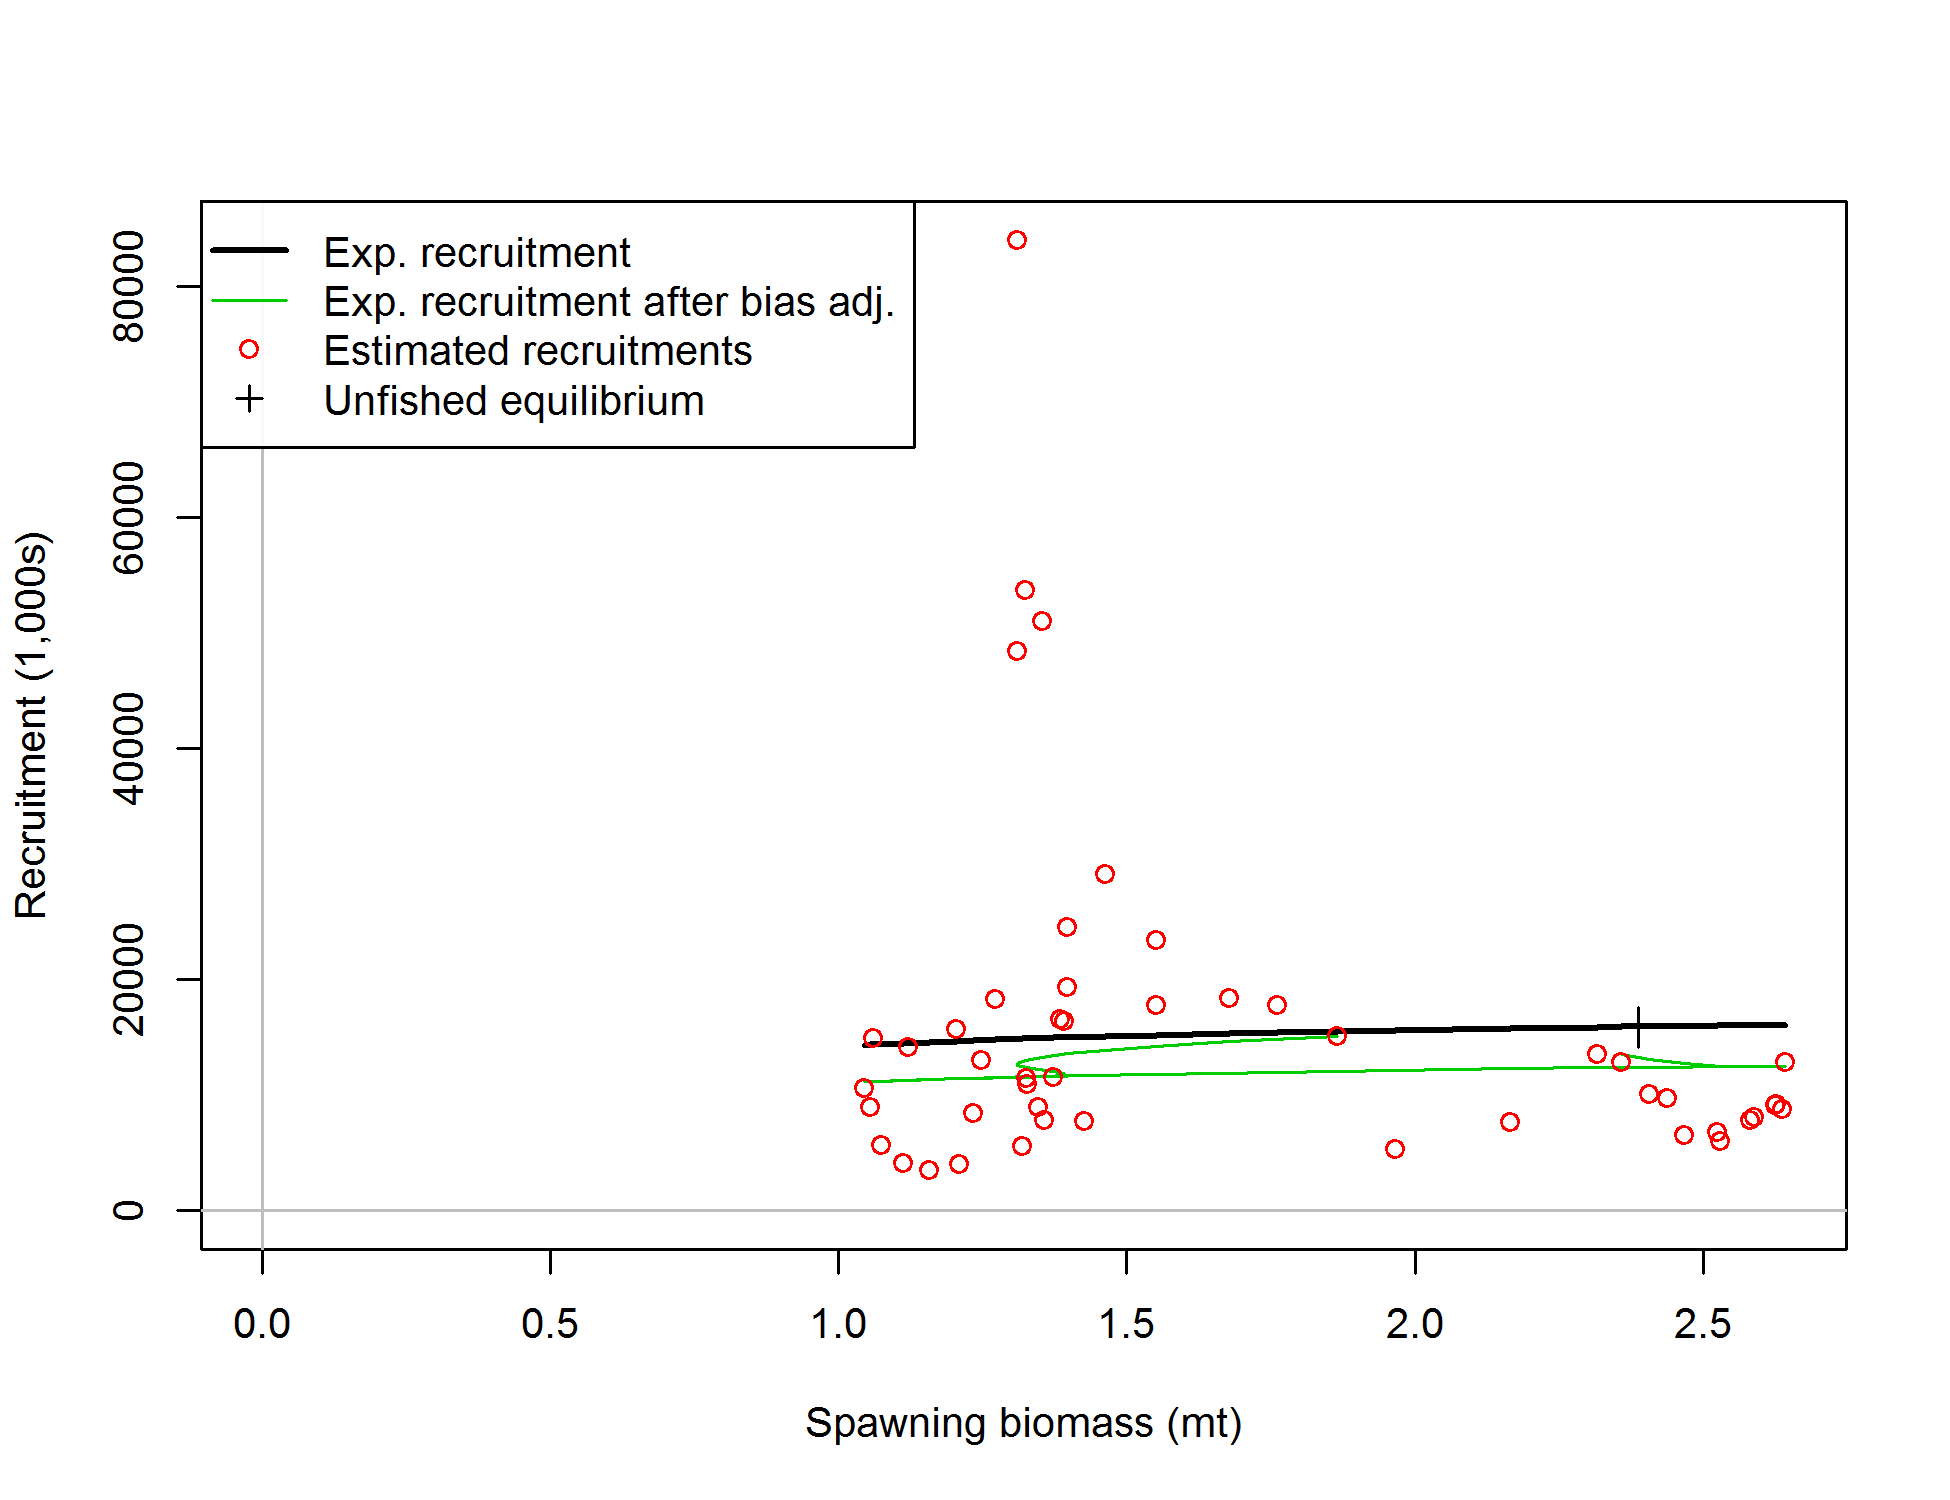 Exp. recruitment
Exp. recruitment after bias adj.
Estimated recruitments
Unfished equilibrium
Recruitment (1,000s)
80000
60000
40000
20000
0
0.0 0.5 1.0 1.5 2.0 2.5
Spawning biomass (mt)